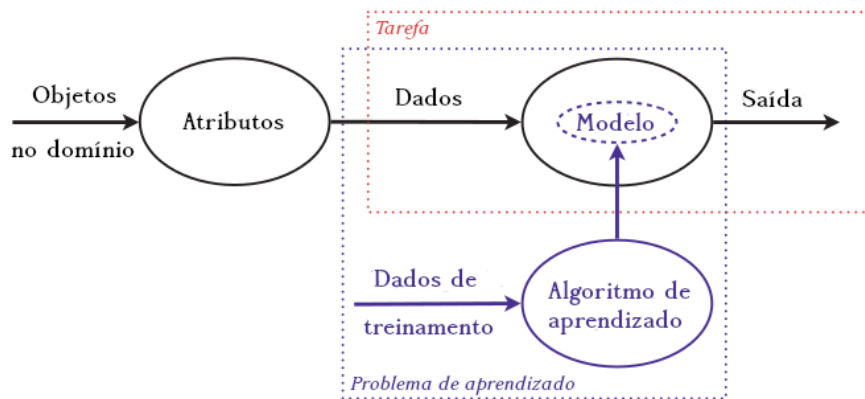 Tarefa
Objetos
no domínio
Atributos
Dados
Modelo
Saída
Dados de
treinamento
Algoritmo de
aprendizado
Problema de aprendizado